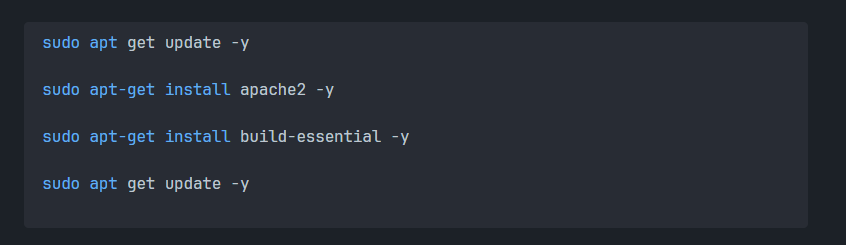 sudo apt get update -y
sudo apt-get install apache2 -y
sudo apt-get install build-essential -y
sudo apt get update -y